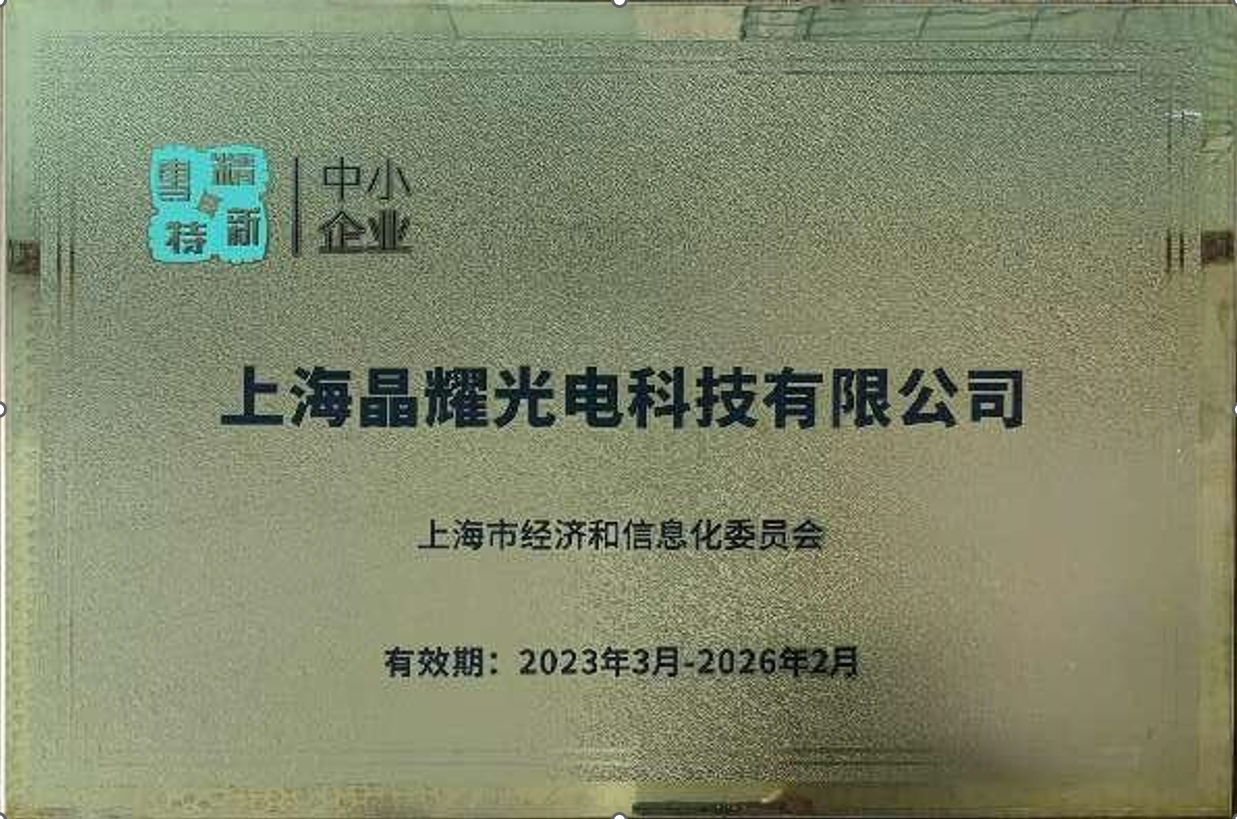 专精
特新
中小
企业
上海晶耀光电科技有限公司
上海市经济和信息化委员会
有效期：2023年3月-2026年2月